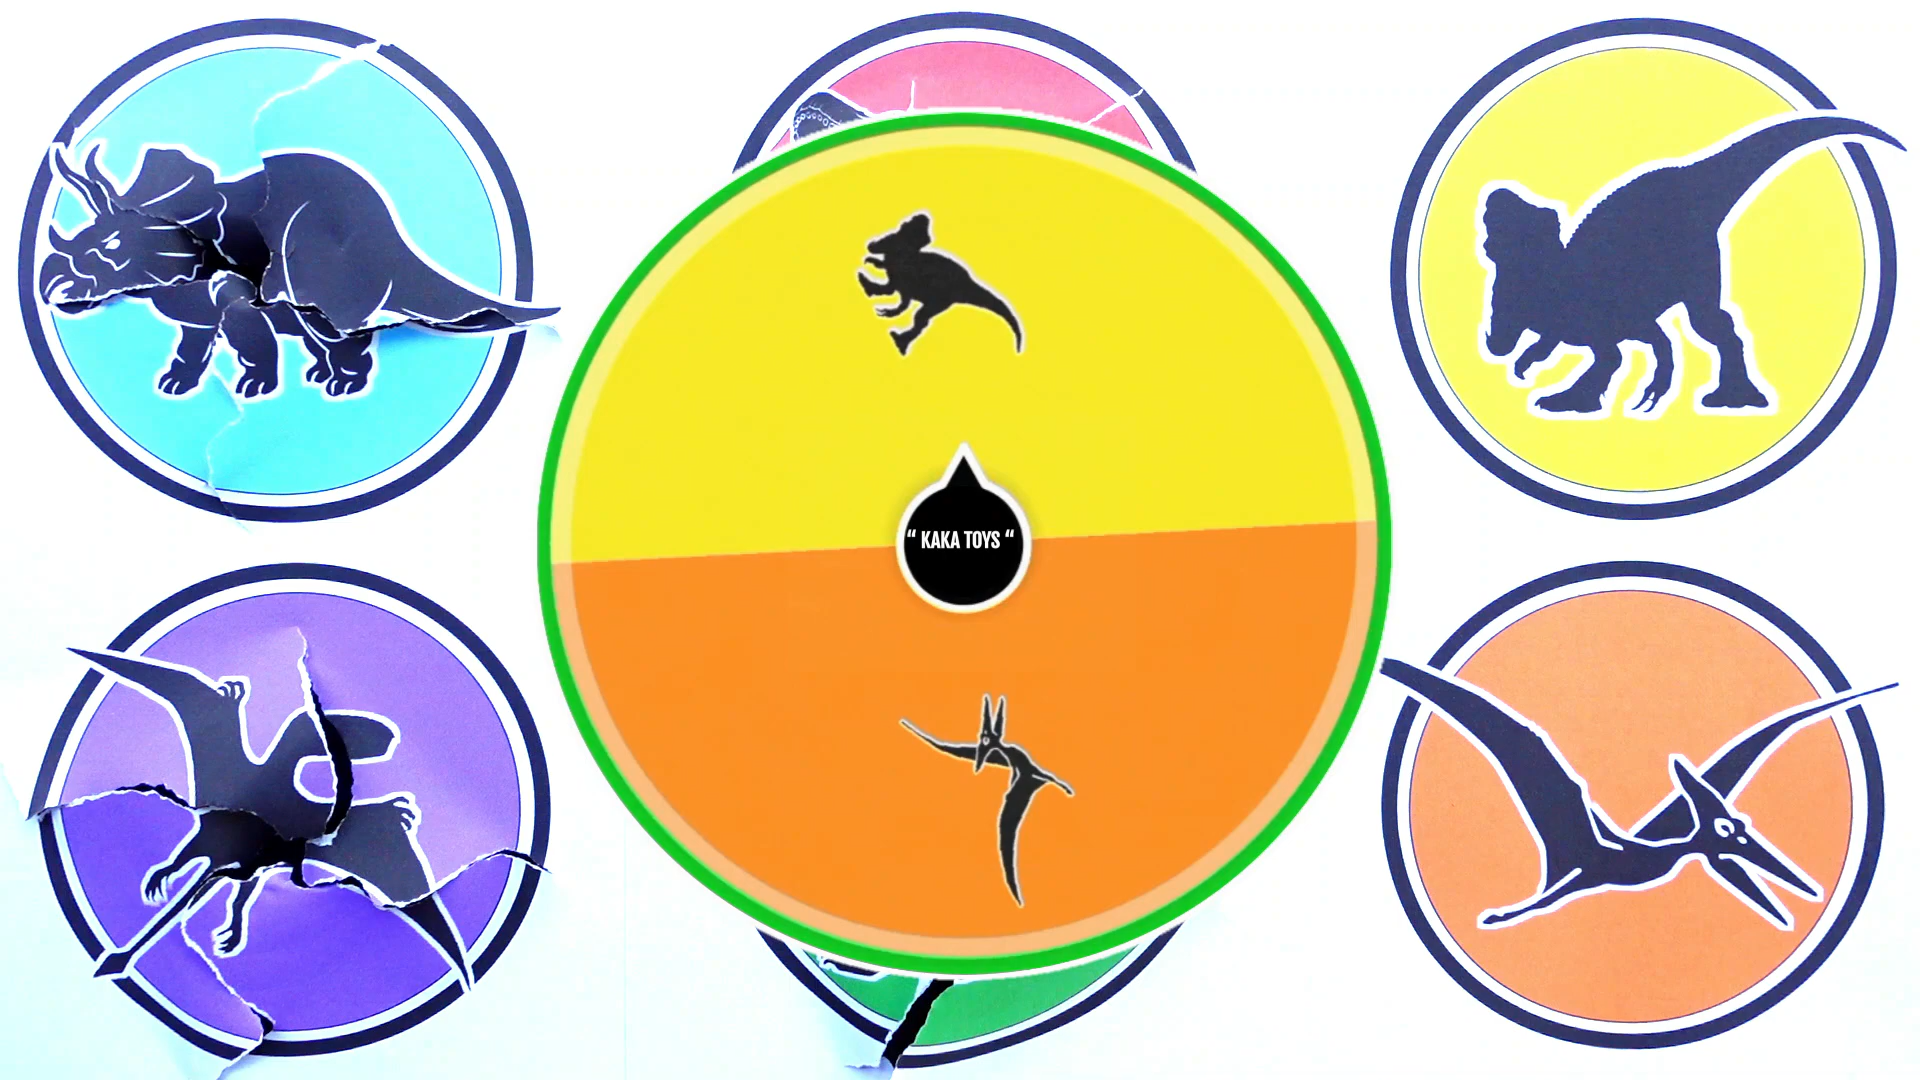 “ KAKA TOYS “